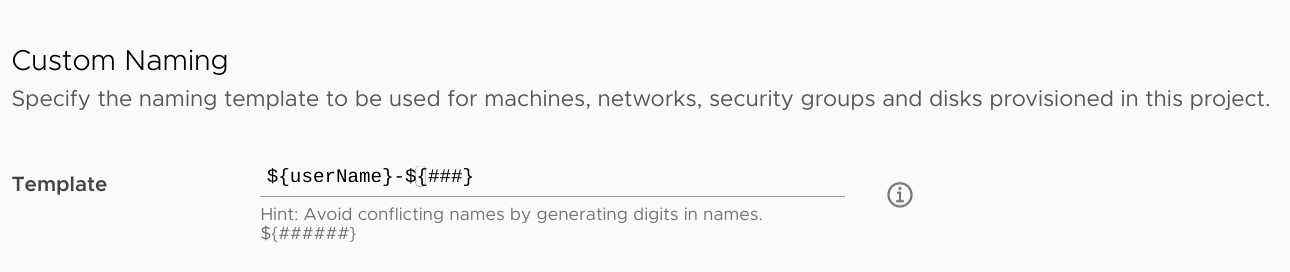 Custom Naming
Specify the naming template to be used for machines, networks, security groups and disks provisioned in this project.
Template
${userName}-${###}
Hint: Avoid conflicting names by generating digits in names.
${######}